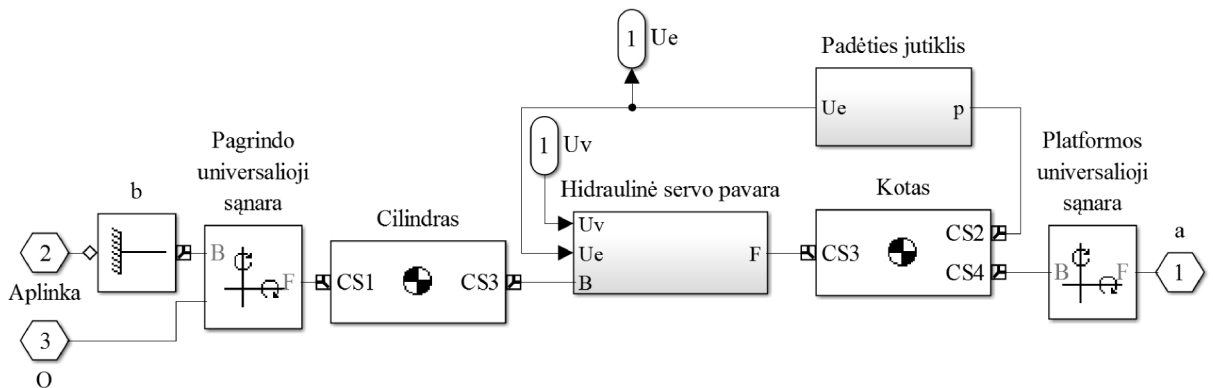 1 Ue
Padėties jutiklis
Ue p
1 Uv
Pagrindo
universalioji
sąnara
Platformos
universalioji
sąnara
b
Hidraulinė servo pavara
Kotas
Cilindras
a
Uv
Ue
B
F
2
Aplinka
B
F
CS1
CS3
CS3
CS2
CS4
B
F
1
3
O